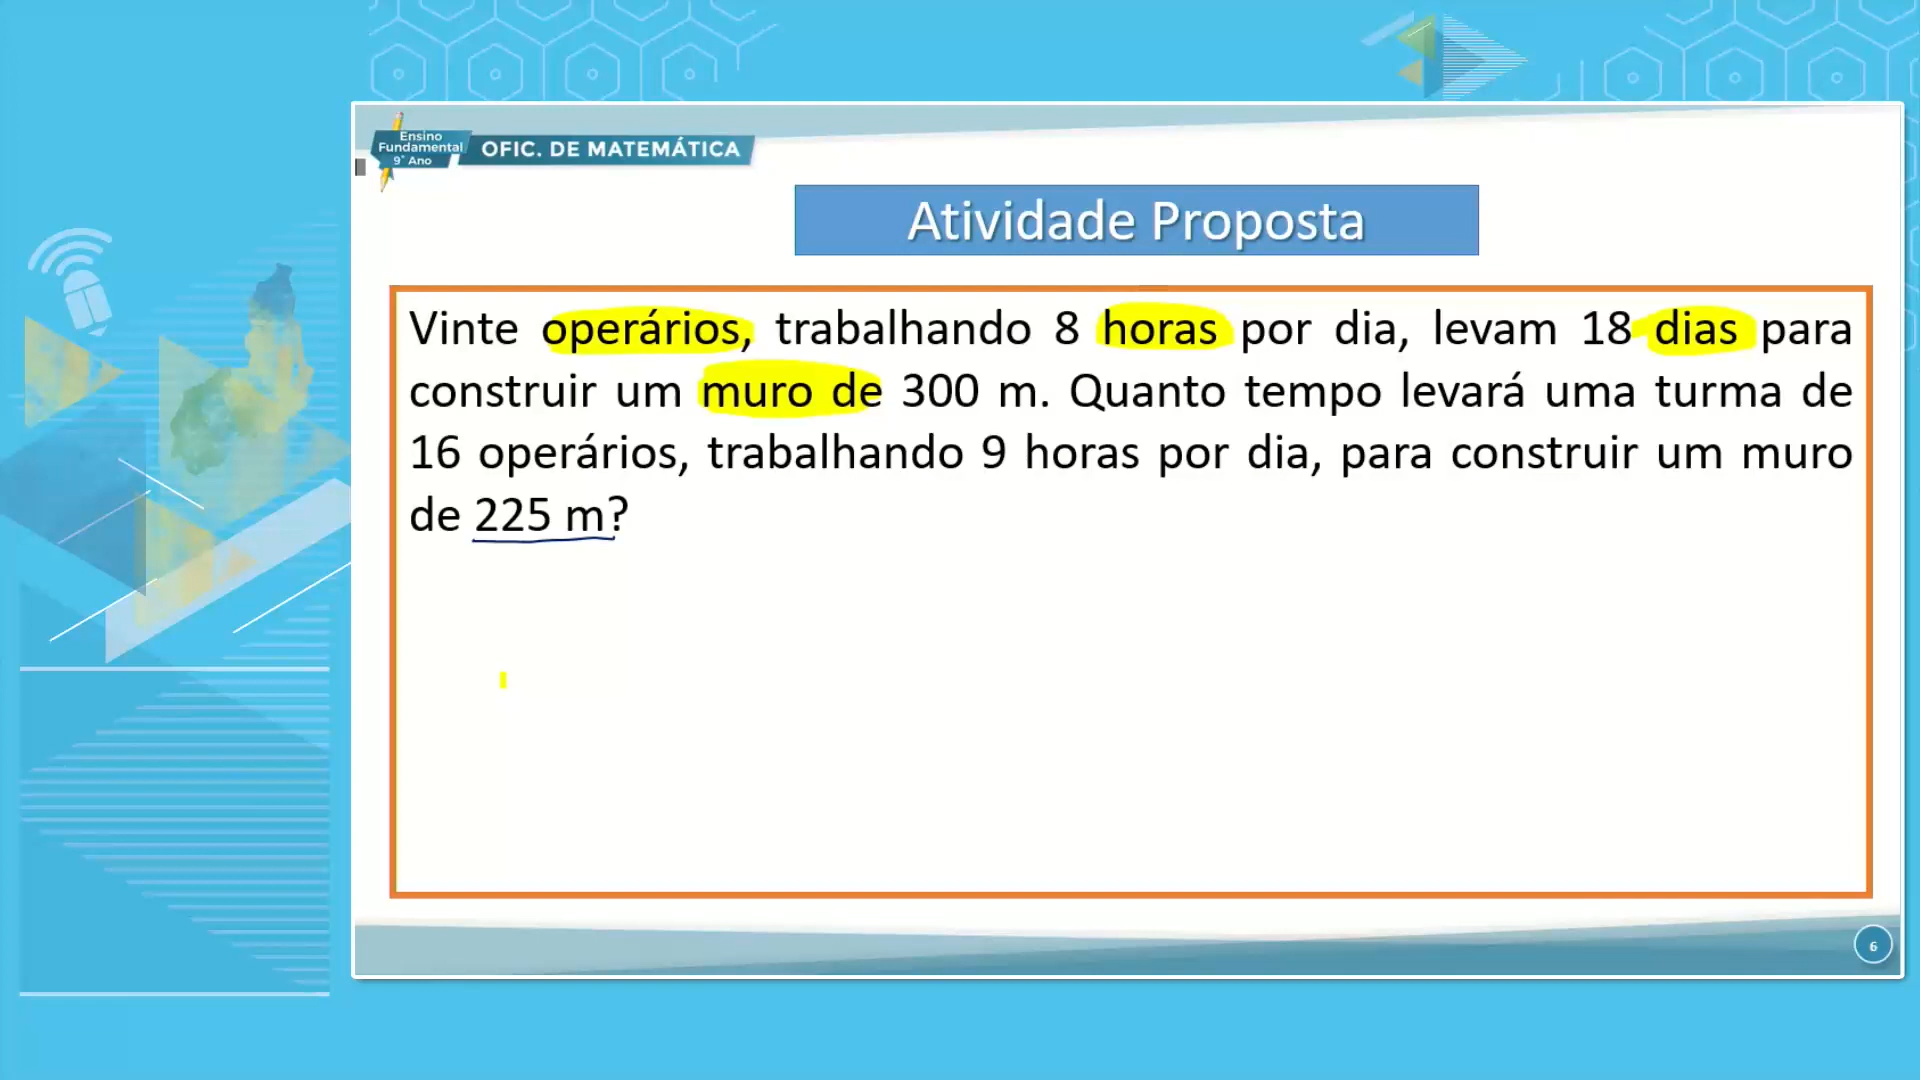 Ensino
Fundamental
9° Ano
OFIC. DE MATEMÁTICA
Atividade Proposta
Vinte operários, trabalhando 8 horas por dia, levam 18 dias para
construir um muro de 300 m. Quanto tempo levará uma turma de
16 operários, trabalhando 9 horas por dia, para construir um muro
de 225 m?
6